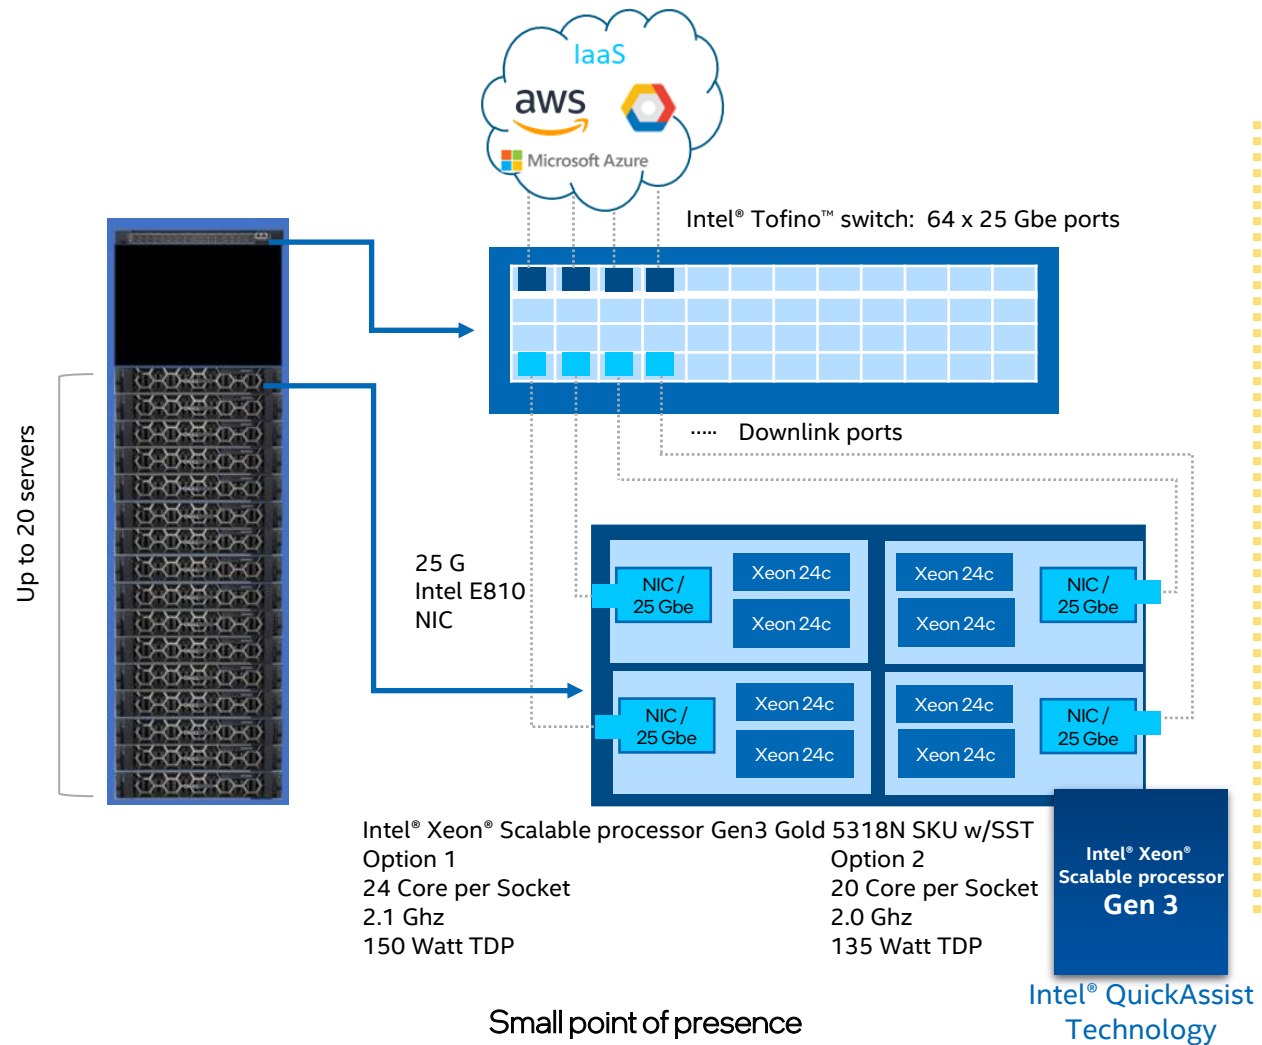 IaaS
aws
Microsoft Azure
Intel® Tofino™ switch:  64 x 25 Gbe ports
..... Downlink ports
Up to 20 servers
25 G
Intel E810
NIC
NIC /
25 Gbe
Xeon 24c
Xeon 24c
Xeon 24c
Xeon 24c
NIC /
25 Gbe
NIC /
25 Gbe
Xeon 24c
Xeon 24c
Xeon 24c
Xeon 24c
NIC /
25 Gbe
Intel® Xeon® Scalable processor Gen3 Gold 5318N SKU w/SST
Option 1
24 Core per Socket
2.1 Ghz
150 Watt TDP
Option 2
20 Core per Socket
2.0 Ghz
135 Watt TDP
Intel® Xeon®
Scalable processor
Gen 3
Intel® QuickAssist
Technology
Small point of presence